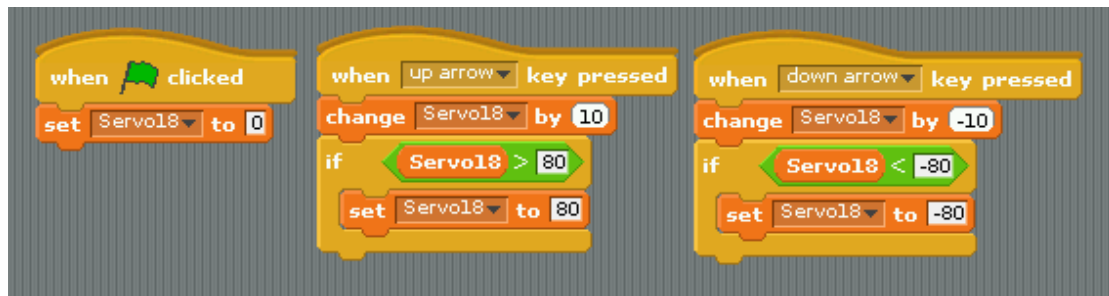 when clicked
set Servo18 to 0
when up arrow key pressed
change Servo18 by 10
if Servo18 > 80
set Servo18 to 80
when down arrow key pressed
change Servo18 by -10
if Servo18 < -80
set Servo18 to -80